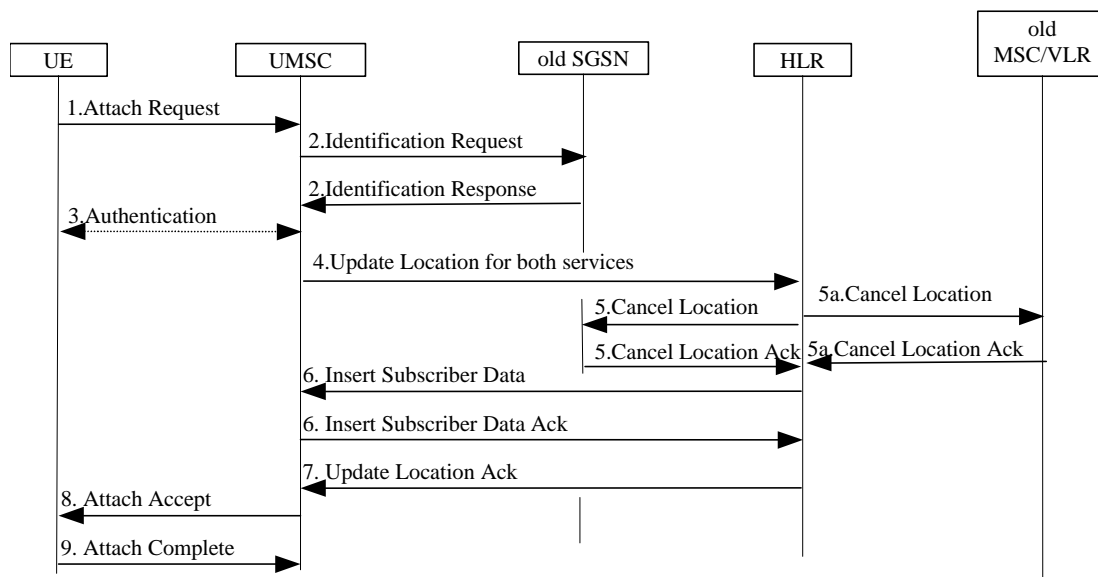 old
MSC/VLR
UE
UMSC
old SGSN
HLR
1.Attach Request
2.Identification Request
2.Identification Response
3.Authentication
4.Update Location for both services
5a.Cancel Location
5.Cancel Location
5.Cancel Location Ack
5a.Cancel Location Ack
6. Insert Subscriber Data
6. Insert Subscriber Data Ack
7. Update Location Ack
8. Attach Accept
9. Attach Complete